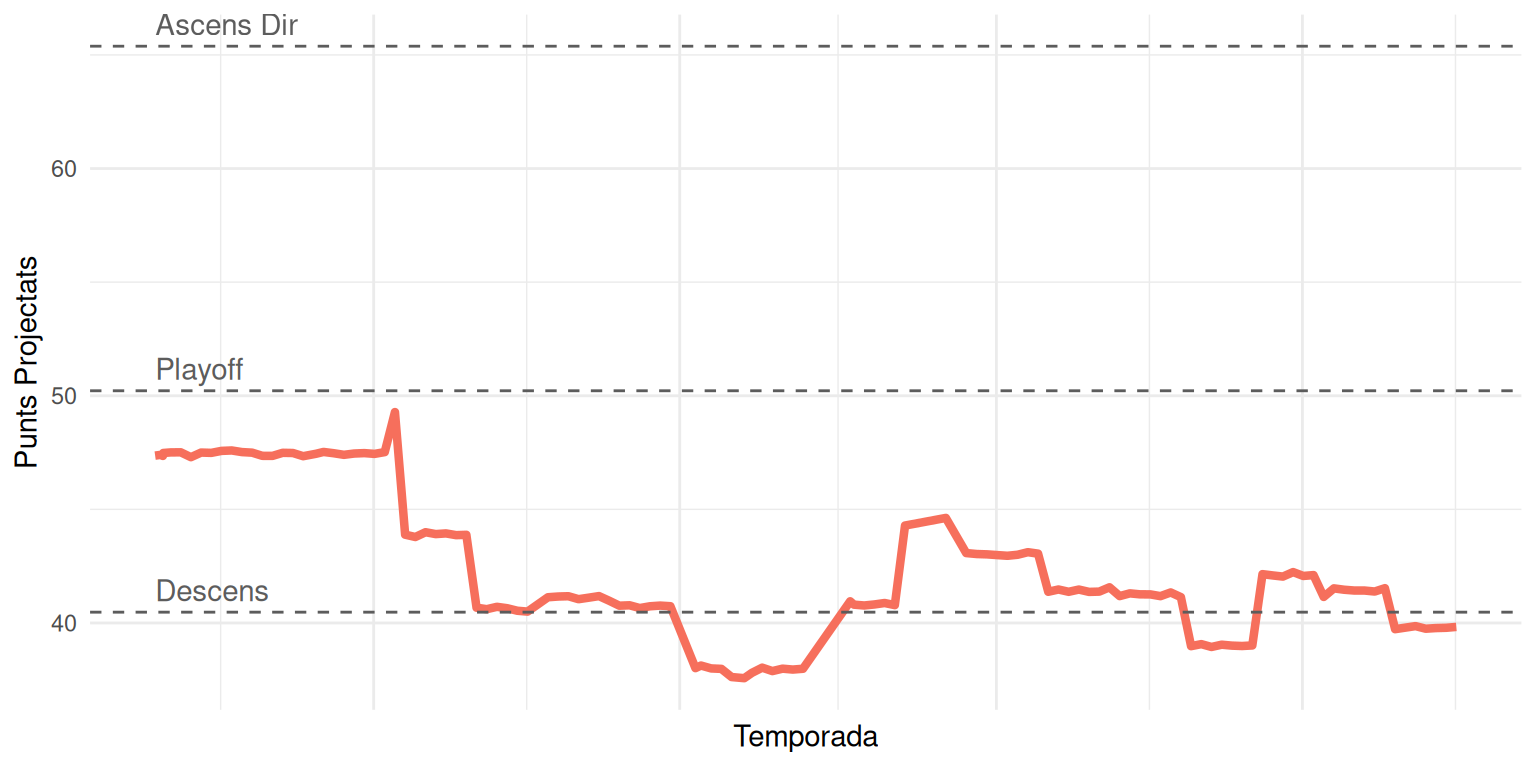 Ascens Dir
60
Playoff
50
Descens
40
Punts Projectats
Temporada